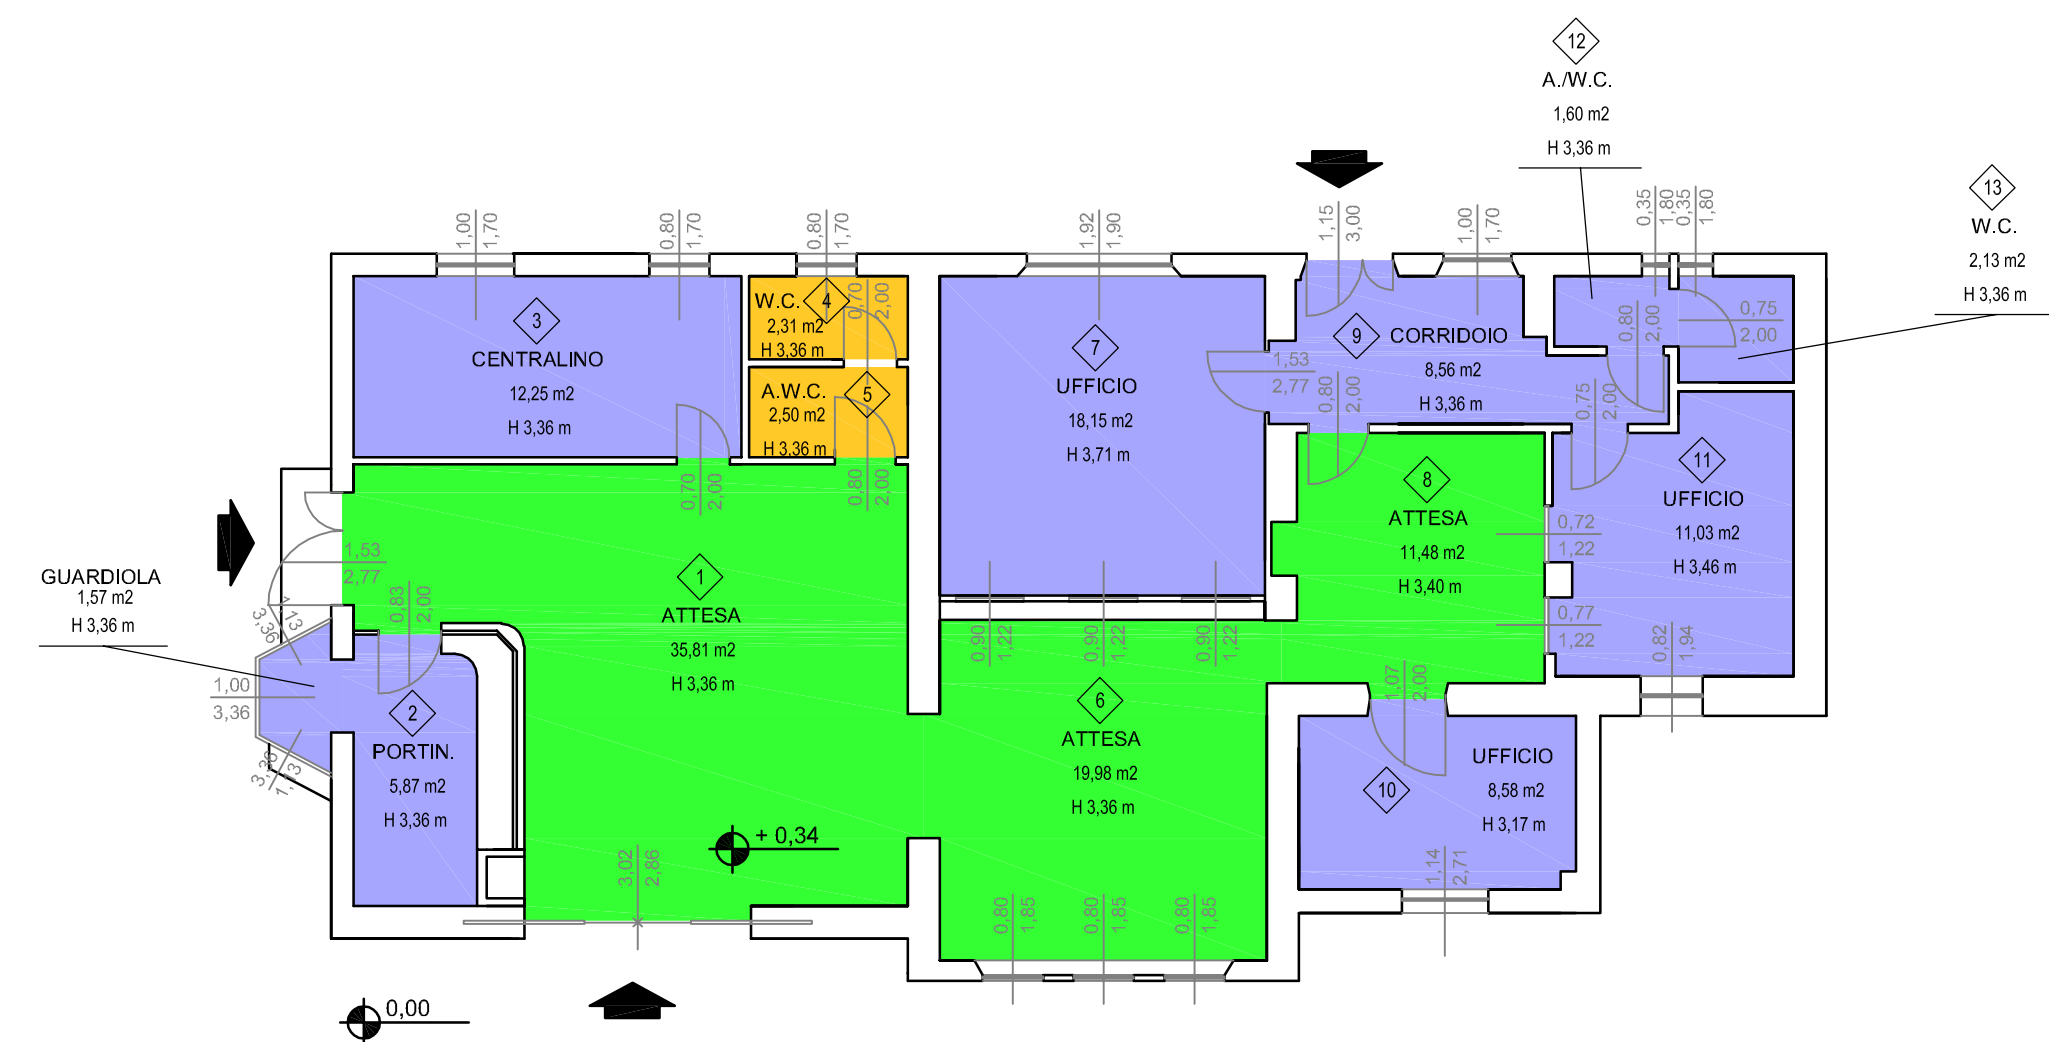 12
A./W.C.
1,60 m2
H 3,36 m
13
W.C.
2,13 m2
H 3,36 m
1,00
1,70
0,80
1,70
0,80
1,70
1,92
1,90
1,15
3,00
1,00
1,70
0,35
1,80
0,35
1,80
3
CENTRALINO
12,25 m2
H 3,36 m
W.C.
4
2,31 m2
H 3,36 m
0,70
2,00
A.W.C.
5
2,50 m2
H 3,36 m
7
UFFICIO
18,15 m2
H 3,71 m
9
CORRIDOIO
8,56 m2
H 3,36 m
1,53
2,77
0,80
2,00
0,80
2,00
0,75
2,00
0,75
2,00
0,70
2,00
0,80
2,00
8
ATTESA
11,48 m2
H 3,40 m
11
UFFICIO
11,03 m2
H 3,46 m
0,72
1,22
0,77
1,22
0,82
1,94
1,53
2,77
0,83
2,00
GUARDIOLA
1,57 m2
H 3,36 m
1,13
3,36
1,00
3,36
3,36
1,13
1
ATTESA
35,81 m2
H 3,36 m
2
PORTIN.
5,87 m2
H 3,36 m
0,90
1,22
0,90
1,22
0,90
1,22
6
ATTESA
19,98 m2
H 3,36 m
1,07
2,00
10
UFFICIO
8,58 m2
H 3,17 m
1,14
2,71
+ 0,34
3,02
2,86
0,80
1,85
0,80
1,85
0,80
1,85
0,00